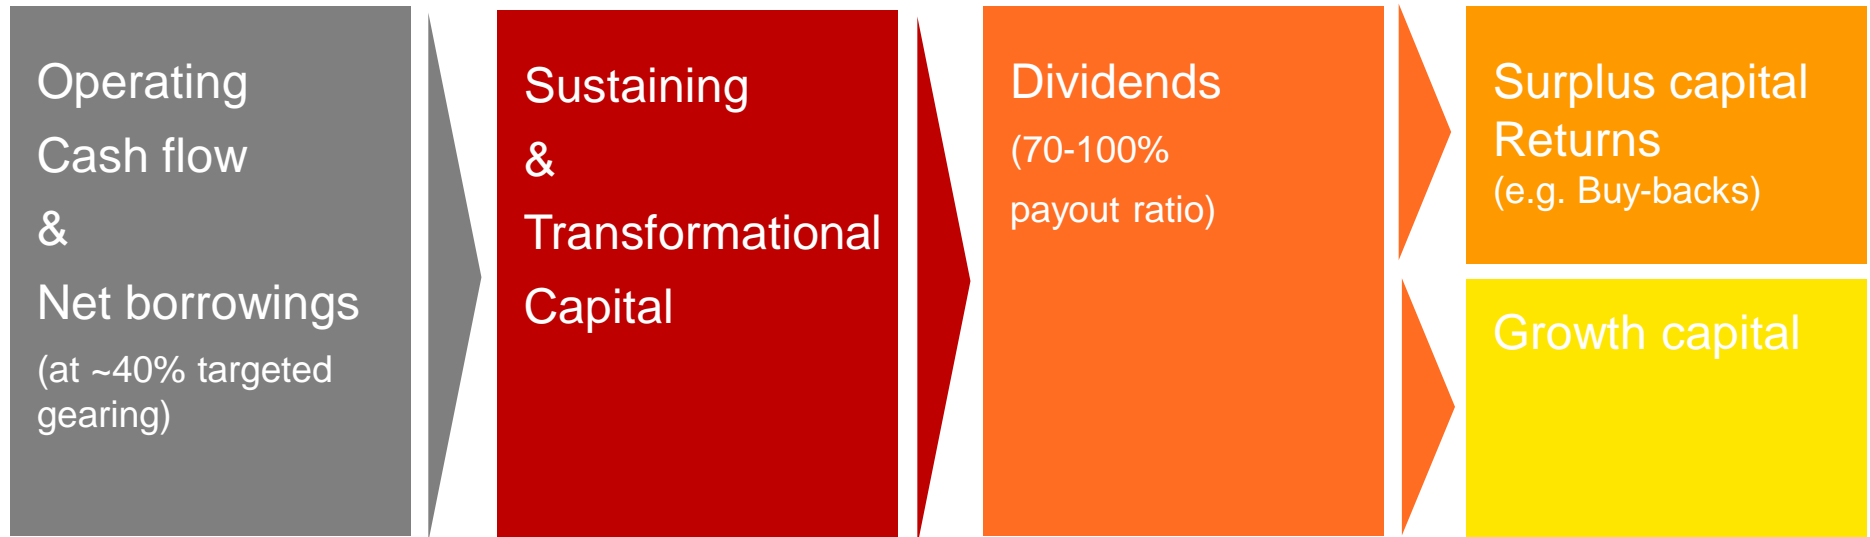 Operating
Cash flow
&
Net borrowings
(at ~40% targeted
gearing)
Sustaining
&
Transformational
Capital
Dividends
(70-100%
payout ratio)
Surplus capital
Returns
(e.g. Buy-backs)
Growth capital